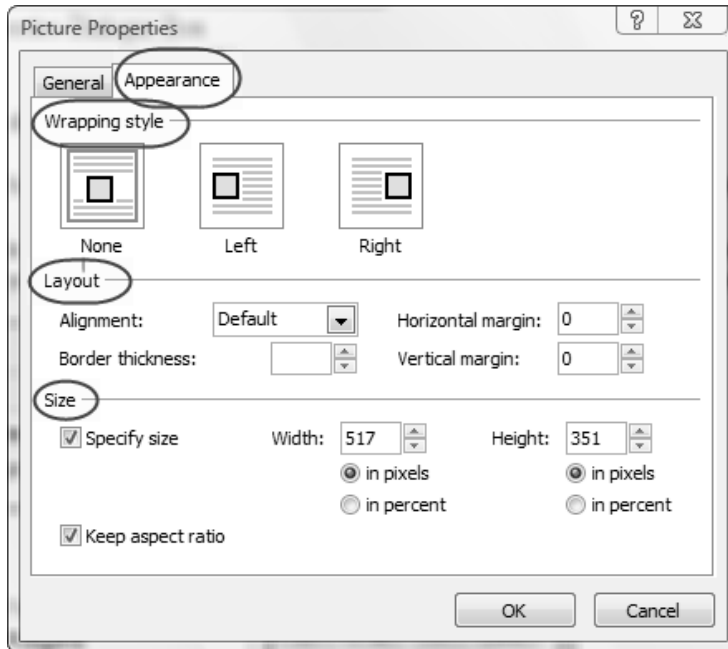 Picture Properties
General Appearance
Wrapping style
None Left Right
Layout
Alignment: Default Horizontal margin: 0
Border thickness: Vertical margin: 0
Size
Specify size Width: 517 Height: 351
in pixels in pixels
in percent in percent
Keep aspect ratio
OK Cancel